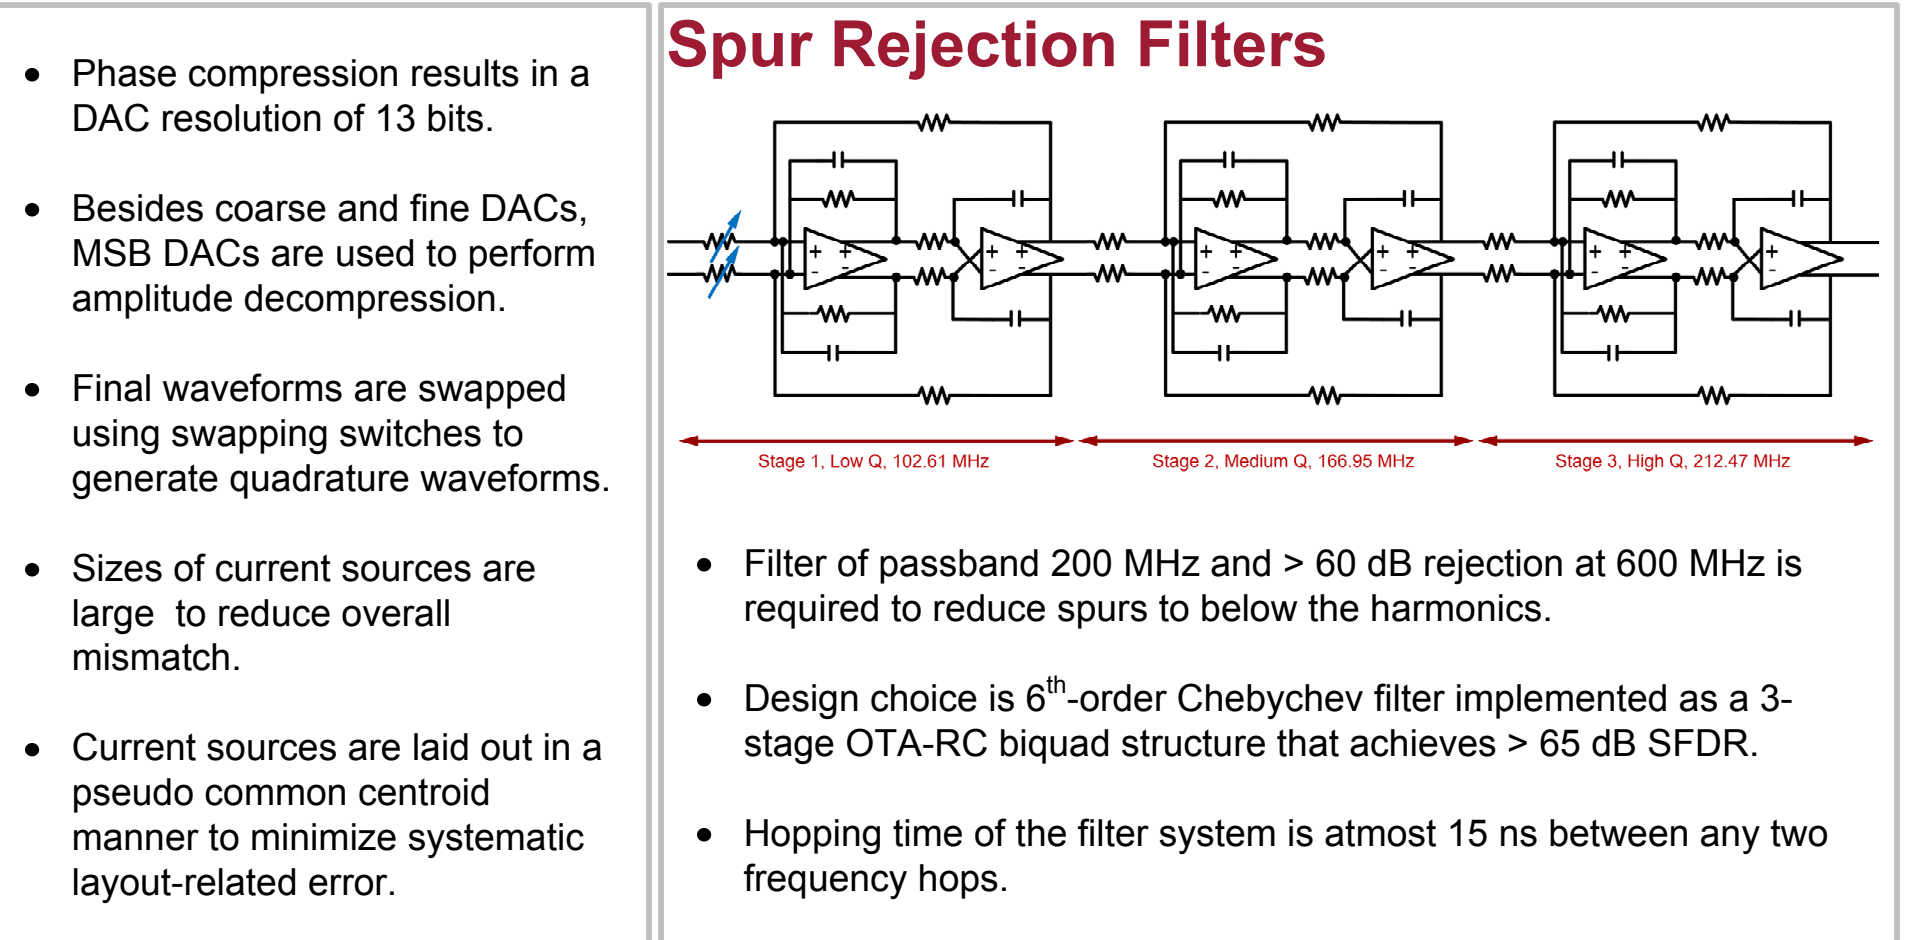 • Phase compression results in a
DAC resolution of 13 bits.
• Besides coarse and fine DACs,
MSB DACs are used to perform
amplitude decompression.
• Final waveforms are swapped
using swapping switches to
generate quadrature waveforms.
• Sizes of current sources are
large  to reduce overall
mismatch.
• Current sources are laid out in a
pseudo common centroid
manner to minimize systematic
layout-related error.
Spur Rejection Filters
+ + - - + + - - + + - - + + - - + + - - + + - -
Stage 1, Low Q, 102.61 MHz
Stage 2, Medium Q, 166.95 MHz
Stage 3, High Q, 212.47 MHz
• Filter of passband 200 MHz and > 60 dB rejection at 600 MHz is
required to reduce spurs to below the harmonics.
• Design choice is 6th-order Chebychev filter implemented as a 3-
stage OTA-RC biquad structure that achieves > 65 dB SFDR.
• Hopping time of the filter system is atmost 15 ns between any two
frequency hops.